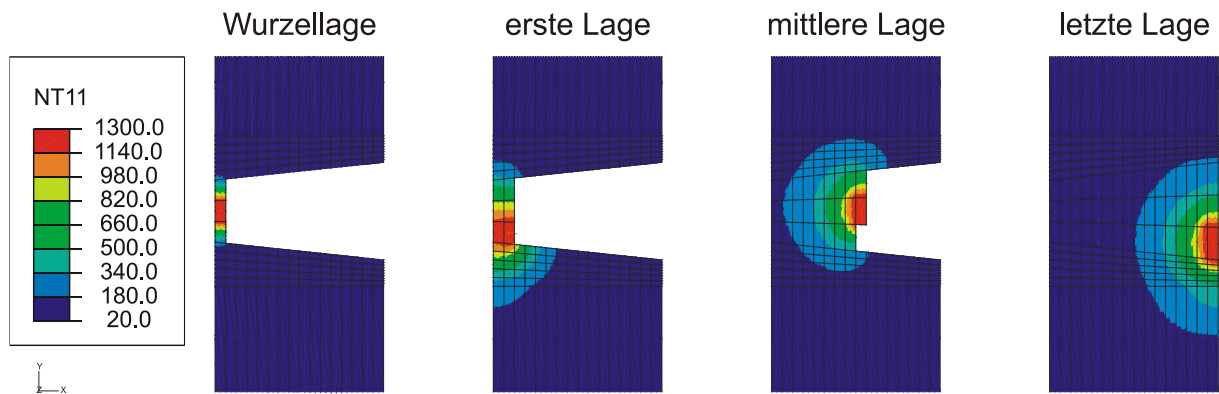 Wurzellage
erste Lage
mittlere Lage
letzte Lage
NT11
1300.0
1140.0
980.0
820.0
660.0
500.0
340.0
180.0
20.0
Y
Z X